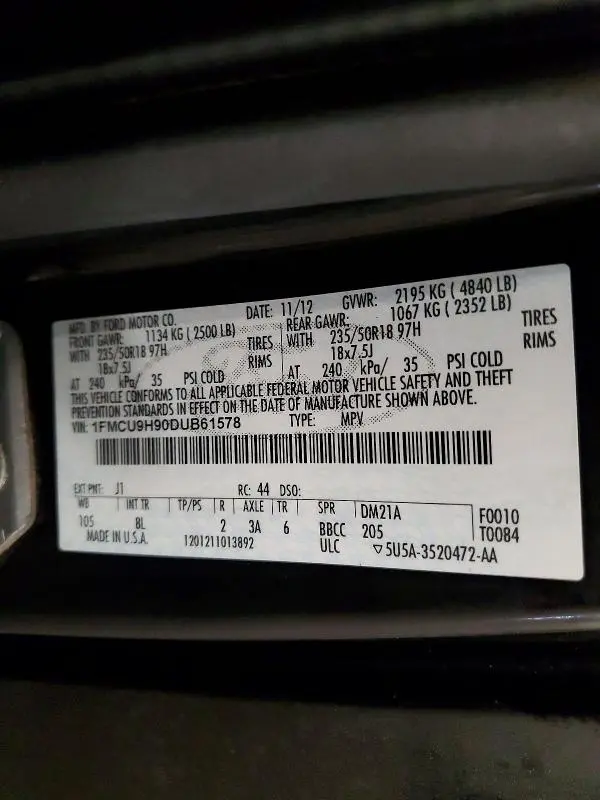 MFD. BY FORD MOTOR CO.
DATE: 11/12 GVWR: 2195 KG ( 4840 LB)
FRONT GAWR: 1134 KG ( 2500 LB) REAR GAWR: 1067 KG ( 2352 LB)
WITH 235/50R18 97H TIRES WITH 235/50R18 97H TIRES
18x7.5J RIMS 18x7.5J RIMS
AT 240 kPa/ 35 PSI COLD AT 240 kPa/ 35 PSI COLD
THIS VEHICLE CONFORMS TO ALL APPLICABLE FEDERAL MOTOR VEHICLE SAFETY AND THEFT
PREVENTION STANDARDS IN EFFECT ON THE DATE OF MANUFACTURE SHOWN ABOVE.
VIN: 1FMCU9H90DUB61578 TYPE: MPV
EXT PNT: J1 RC: 44 DSO:
WB INT TR TP/PS R AXLE TR SPR DM21A F0010
105 8L 2 3A 6 BBCC 205 T0084
MADE IN U.S.A. 1201211013892 ULC ▽5U5A-3520472-AA